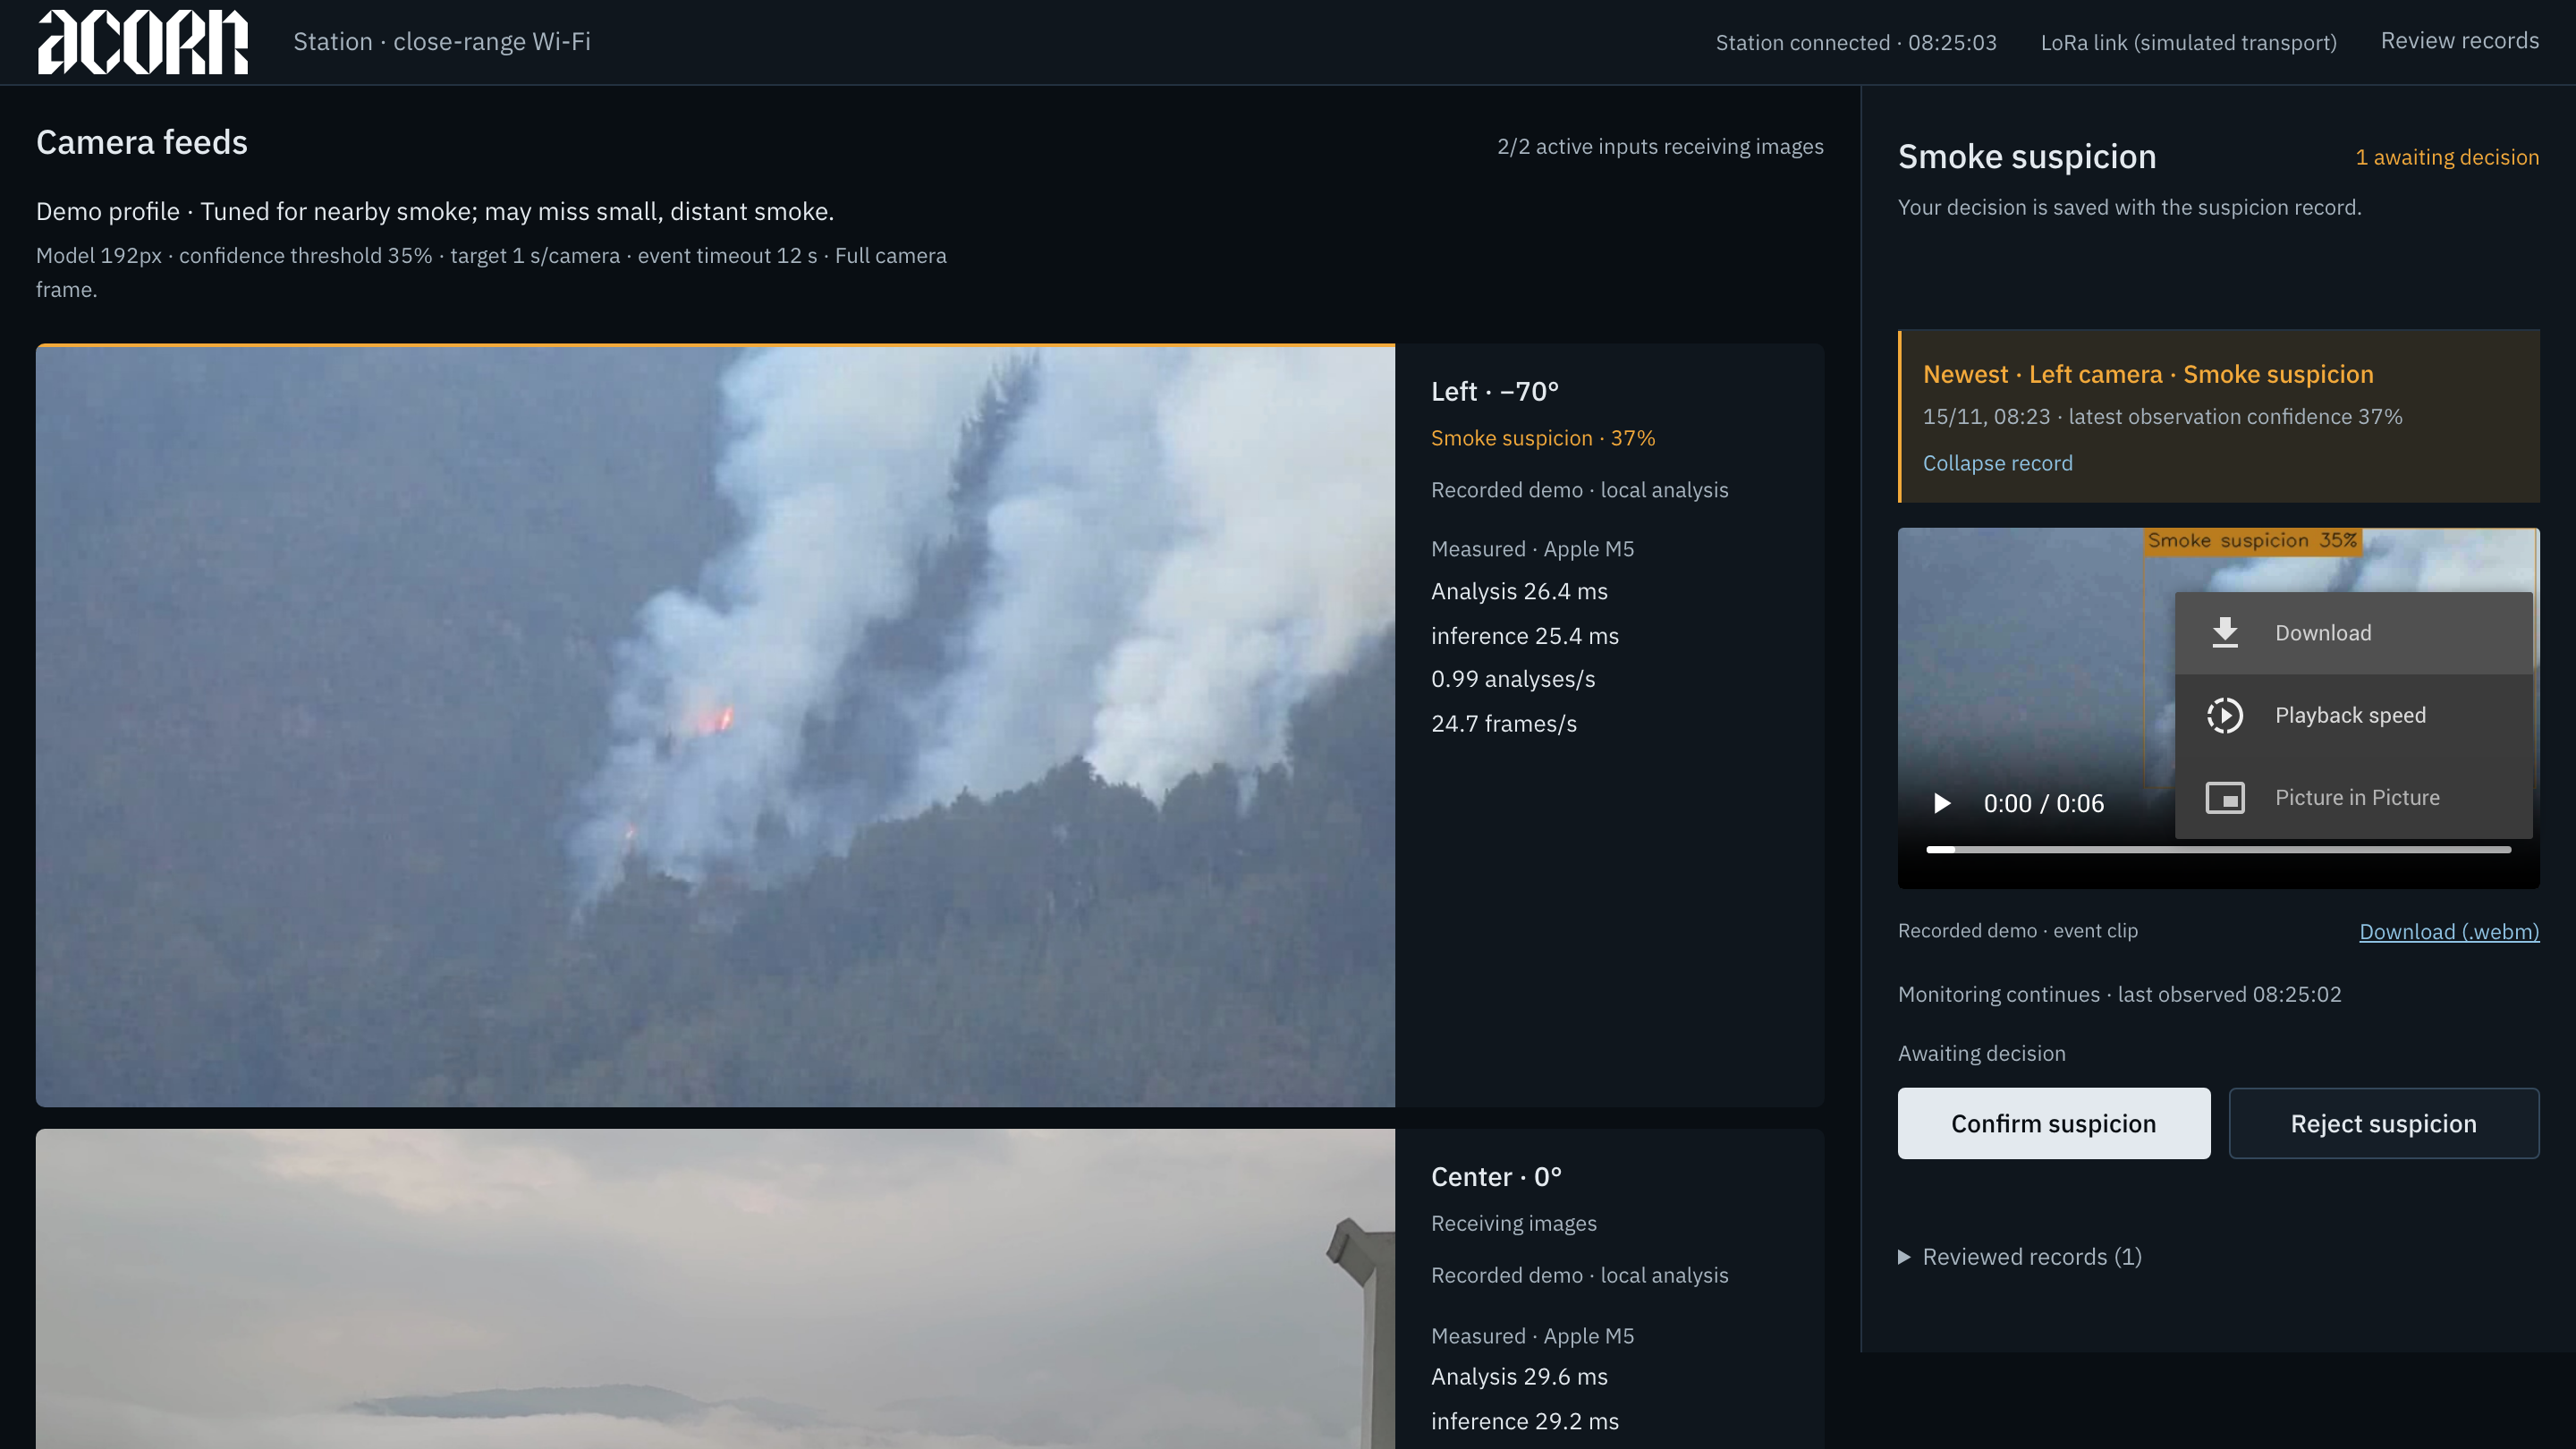 acorn
Station · close-range Wi-Fi
Station connected · 08:25:03
LoRa link (simulated transport)
Review records
Camera feeds
2/2 active inputs receiving images
Demo profile · Tuned for nearby smoke; may miss small, distant smoke.
Model 192px · confidence threshold 35% · target 1 s/camera · event timeout 12 s · Full camera
frame.
Left · −70°
Smoke suspicion · 37%
Recorded demo · local analysis
Measured · Apple M5
Analysis 26.4 ms
inference 25.4 ms
0.99 analyses/s
24.7 frames/s
Center · 0°
Receiving images
Recorded demo · local analysis
Measured · Apple M5
Analysis 29.6 ms
inference 29.2 ms
Smoke suspicion
1 awaiting decision
Your decision is saved with the suspicion record.
Newest · Left camera · Smoke suspicion
15/11, 08:23 · latest observation confidence 37%
Collapse record
Smoke suspicion 35%
Download
Playback speed
Picture in Picture
0:00 / 0:06
Recorded demo · event clip
Download (.webm)
Monitoring continues · last observed 08:25:02
Awaiting decision
Confirm suspicion
Reject suspicion
Reviewed records (1)